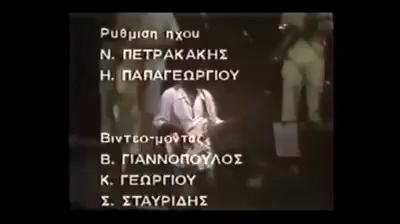 Ρυθμιση ηχου
Ν. ΠΕΤΡΑΚΑΚΗΣ
Η. ΠΑΠΑΓΕΩΡΓΙΟΥ
Βιντεο-μονταζ
Β. ΓΙΑΝΝΟΠΟΥΛΟΣ
Κ. ΓΕΩΡΓΙΟΥ
Σ. ΣΤΑΥΡΙΔΗΣ